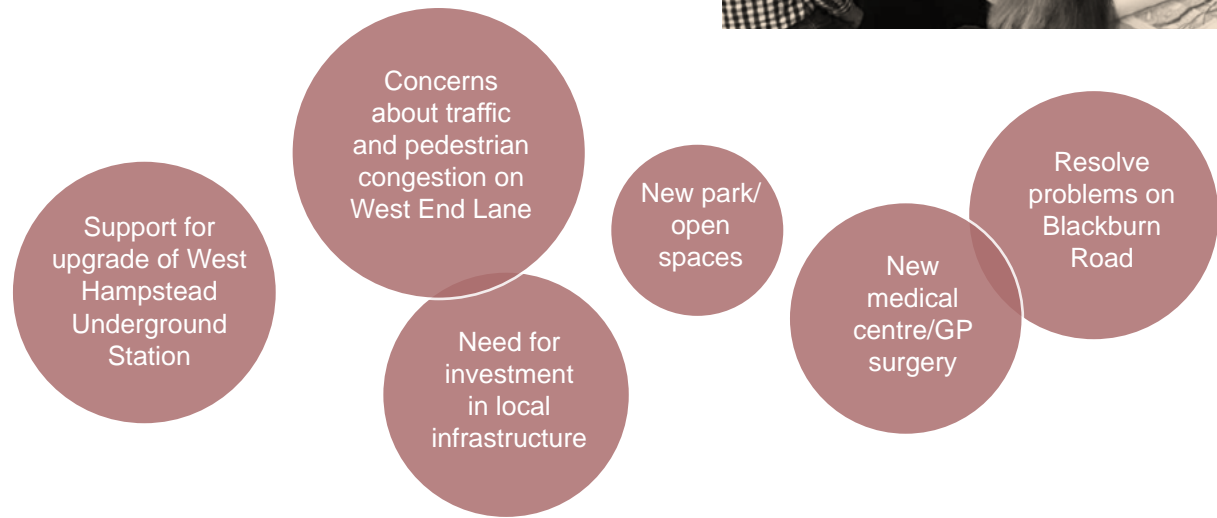 Support for
upgrade of West
Hampstead
Underground
Station
Concerns
about traffic
and pedestrian
congestion on
West End Lane
Need for
investment
in local
infrastructure
New park/
open
spaces
New
medical
centre/GP
surgery
Resolve
problems on
Blackburn
Road